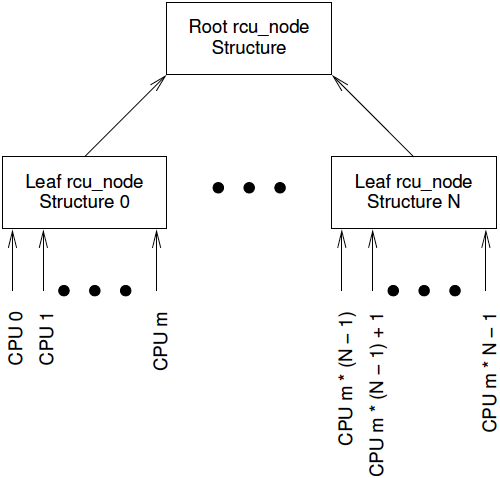 Root rcu_node
Structure
Leaf rcu_node
Structure 0
Leaf rcu_node
Structure N
CPU 0
CPU 1
CPU m
CPU m * (N − 1)
CPU m * (N − 1) + 1
CPU m * N − 1